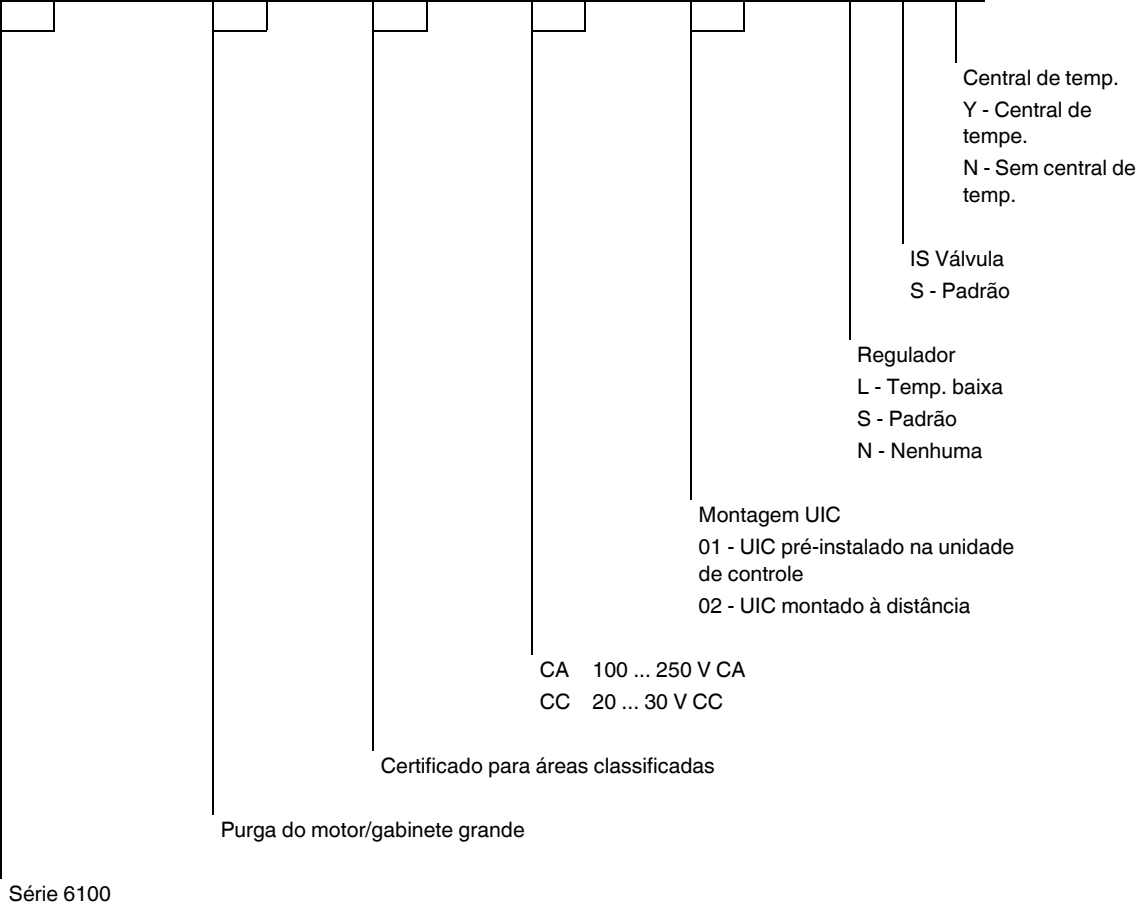 Central de temp.
Y - Central de
tempe.
N - Sem central de
temp.
IS Válvula
S - Padrão
Regulador
L - Temp. baixa
S - Padrão
N - Nenhuma
Montagem UIC
01 - UIC pré-instalado na unidade
de controle
02 - UIC montado à distância
CA 100 ... 250 V CA
CC 20 ... 30 V CC
Certificado para áreas classificadas
Purga do motor/gabinete grande
Série 6100